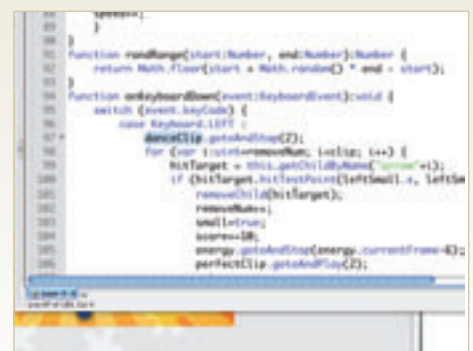 speed++;
}
}
function randRange(start:Number, end:Number):Number {
return Math.floor(start + Math.random() * end - start);
}
function onKeyboardDown(event:KeyboardEvent):void {
switch (event.keyCode) {
case Keyboard.LEFT :
danceClip.gotoAndStop(2);
for (var i:uint=removeNum; i<clip; i++) {
hitTarget = this.getChildByName("arrow"+i);
if (hitTarget.hitTestPoint(leftSmall.x, leftSm
removeChild(hitTarget);
removeNum++;
small=true;
score+=10;
energy.gotoAndStop(energy.currentFrame-6);
perfectClip.gotoAndPlay(2);